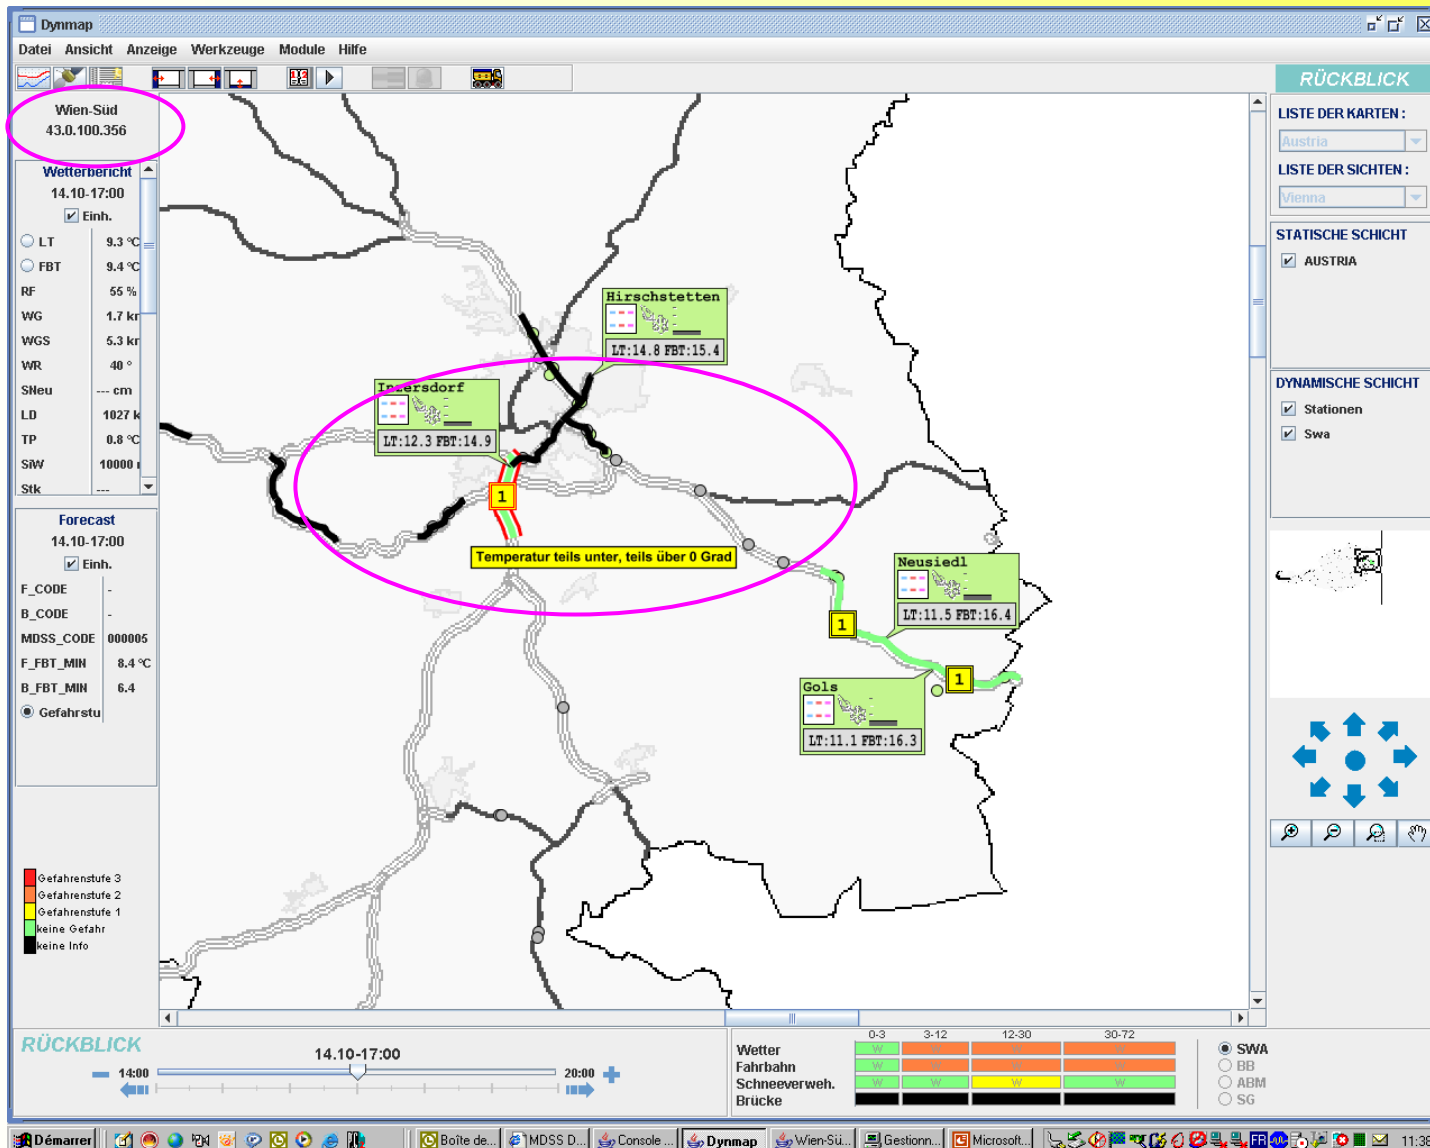 Dynmap
Datei Ansicht Anzeige Werkzeuge Module Hilfe
RÜCKBLICK
Wien-Süd
43.0.100.356
Wetterbericht
14.10-17:00
Einh.
LT 9.3 °C
FBT 9.4 °C
RF 55 %
WG 1.7 kr
WGS 5.3 kr
WR 40 °
SNeu --- cm
LD 1027 k
TP 0.8 °C
SiW 10000
Stk ---
Forecast
14.10-17:00
Einh.
F_CODE -
B_CODE -
MDSS_CODE 000005
F_FBT_MIN 8.4 °C
B_FBT_MIN 6.4
Gefahrstu
Gefahrenstufe 3
Gefahrenstufe 2
Gefahrenstufe 1
keine Gefahr
keine Info
Hirschstetten
LT:14.8 FBT:15.4
Inzersdorf
LT:12.3 FBT:14.9
1
Temperatur teils unter, teils über 0 Grad
Neusiedl
LT:11.5 FBT:16.4
1
1
Gols
LT:11.1 FBT:16.3
LISTE DER KARTEN :
Austria
LISTE DER SICHTEN :
Vienna
STATISCHE SCHICHT
AUSTRIA
DYNAMISCHE SCHICHT
Stationen
Swa
RÜCKBLICK
14.10-17:00
14:00 20:00
0-3 3-12 12-30 30-72
Wetter W W W W
Fahrbahn W W W W
Schneeverweh. W W W W
Brücke
SWA
BB
ABM
SG
Démarrer Boîte de... MDSS D... Console ... Dynmap Wien-Sü... Gestionn... Microsoft... FR 11:38